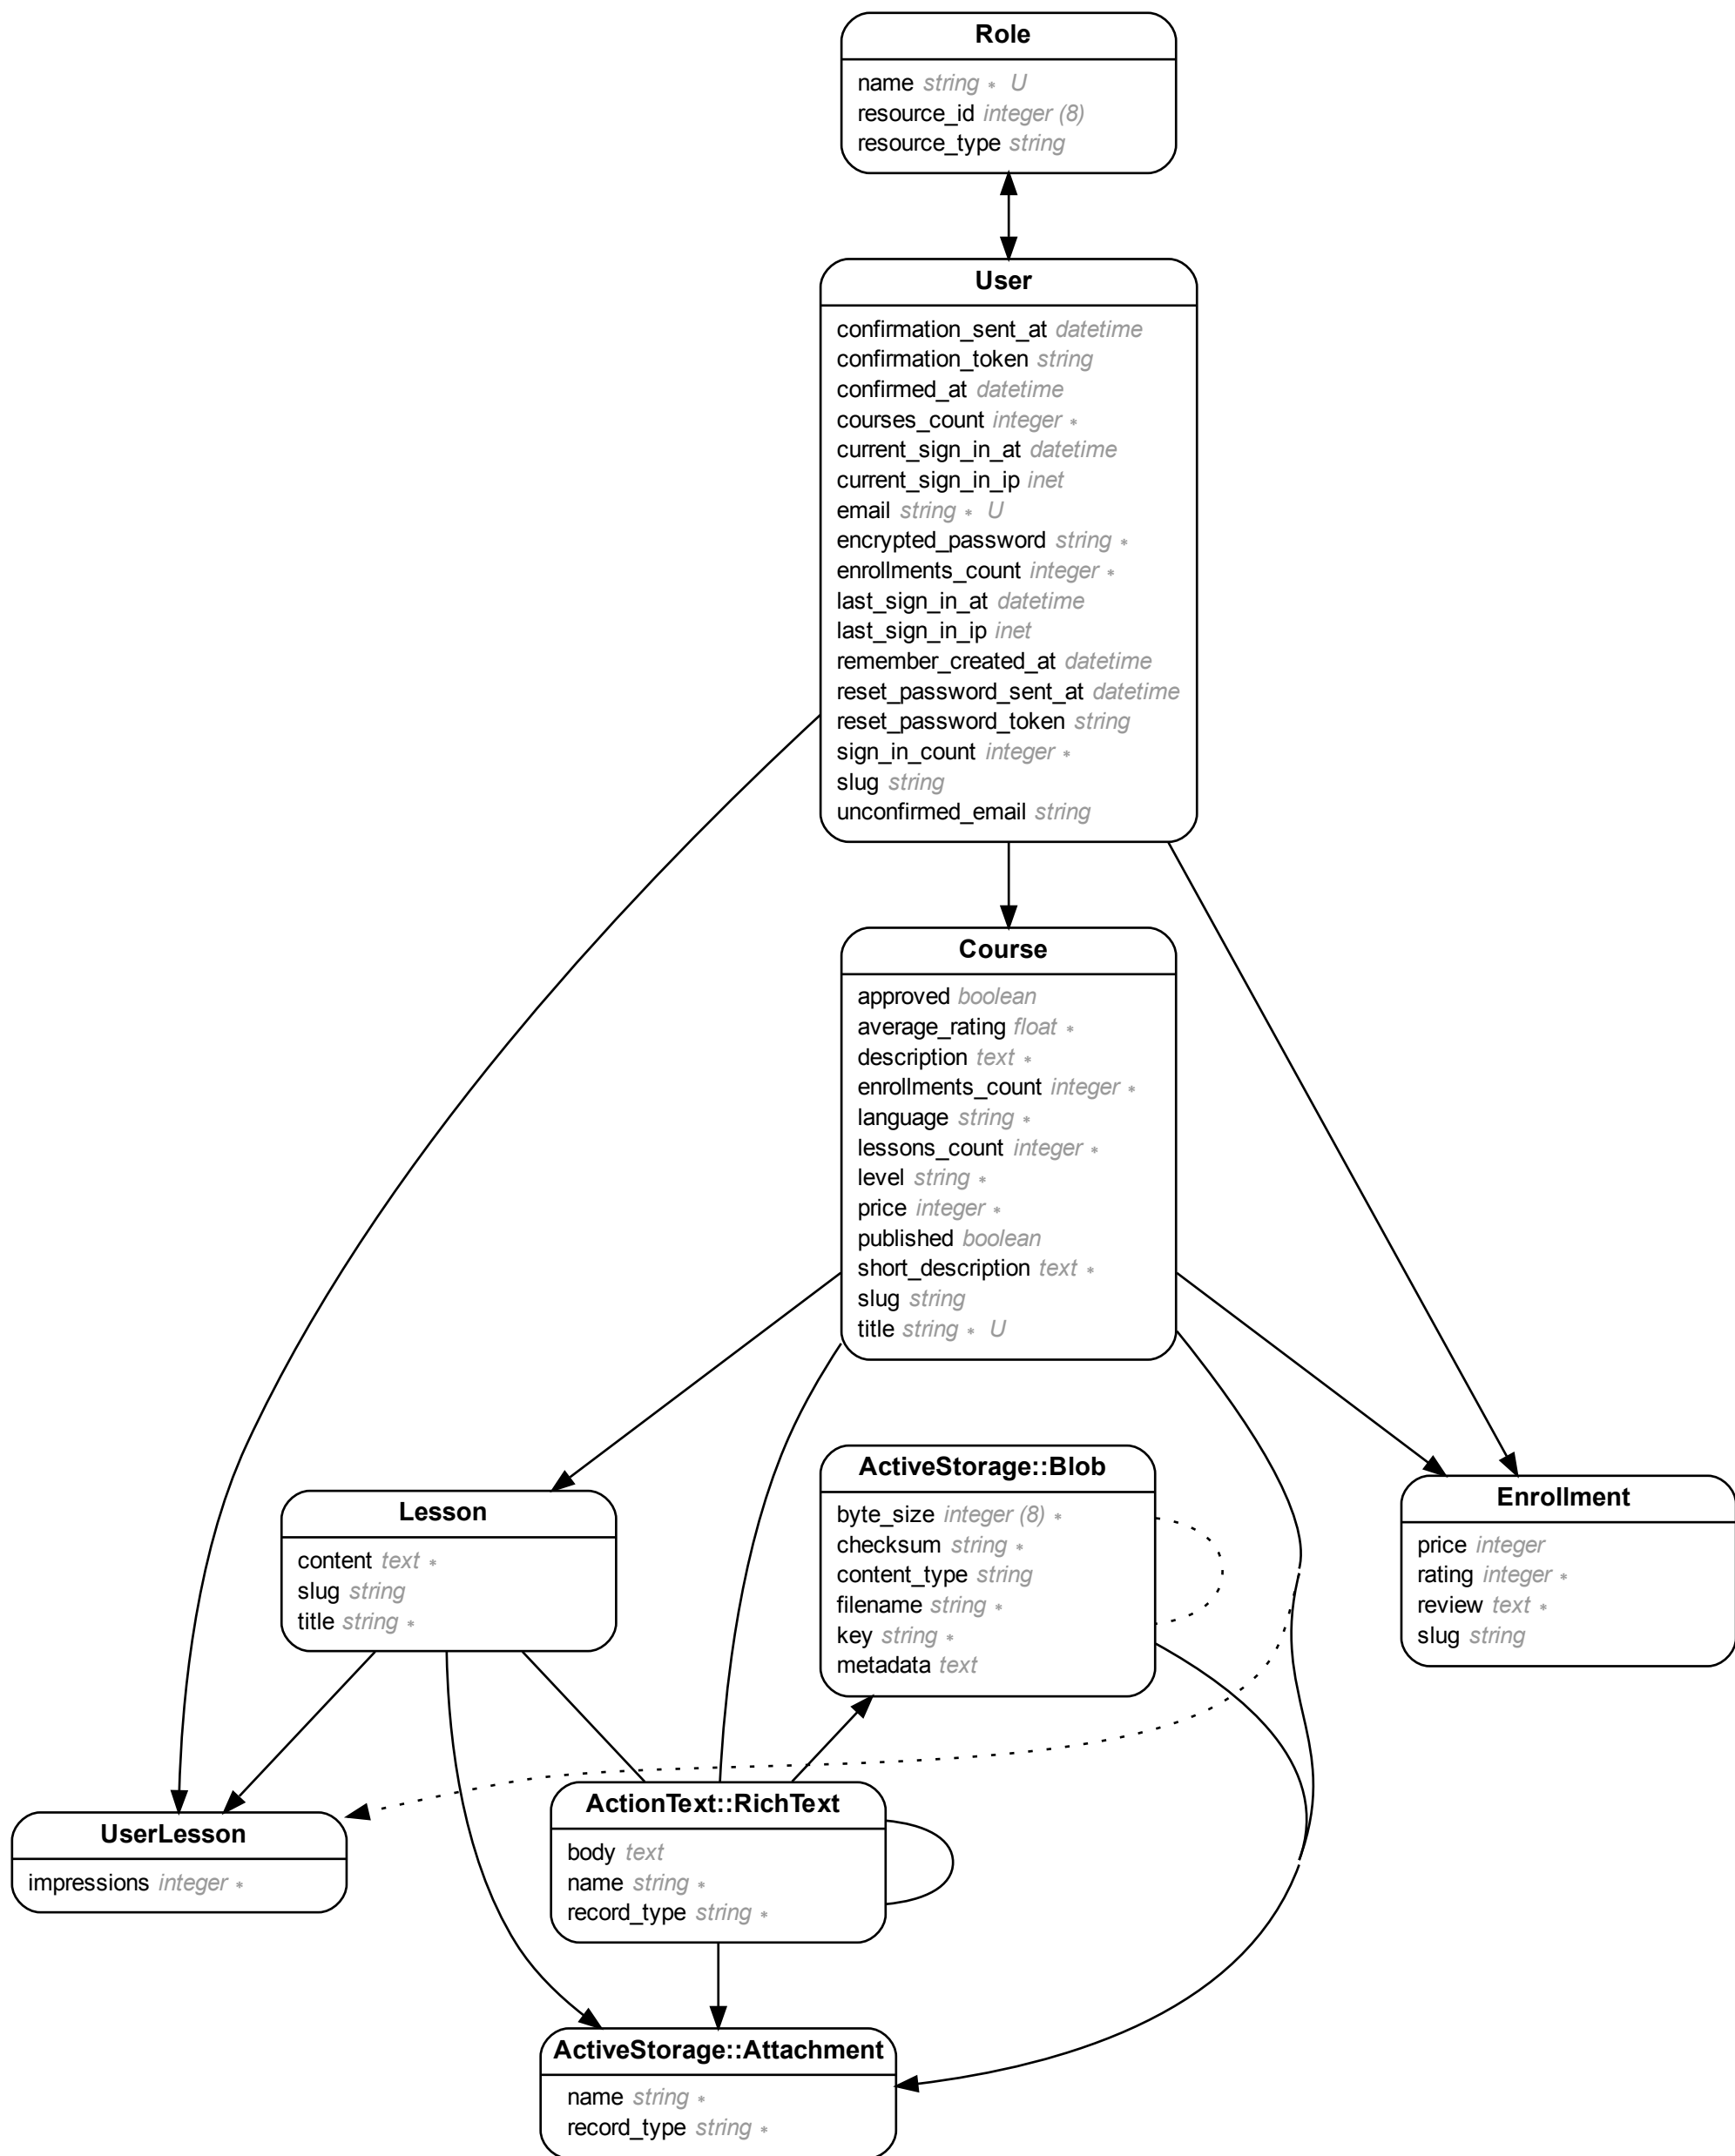 Role
name string * U
resource_id integer (8)
resource_type string
User
confirmation_sent_at datetime
confirmation_token string
confirmed_at datetime
courses_count integer *
current_sign_in_at datetime
current_sign_in_ip inet
email string * U
encrypted_password string *
enrollments_count integer *
last_sign_in_at datetime
last_sign_in_ip inet
remember_created_at datetime
reset_password_sent_at datetime
reset_password_token string
sign_in_count integer *
slug string
unconfirmed_email string
Course
approved boolean
average_rating float *
description text *
enrollments_count integer *
language string *
lessons_count integer *
level string *
price integer *
published boolean
short_description text *
slug string
title string * U
Lesson
content text *
slug string
title string *
ActiveStorage::Blob
byte_size integer (8) *
checksum string *
content_type string
filename string *
key string *
metadata text
Enrollment
price integer
rating integer *
review text *
slug string
UserLesson
impressions integer *
ActionText::RichText
body text
name string *
record_type string *
ActiveStorage::Attachment
name string *
record_type string *